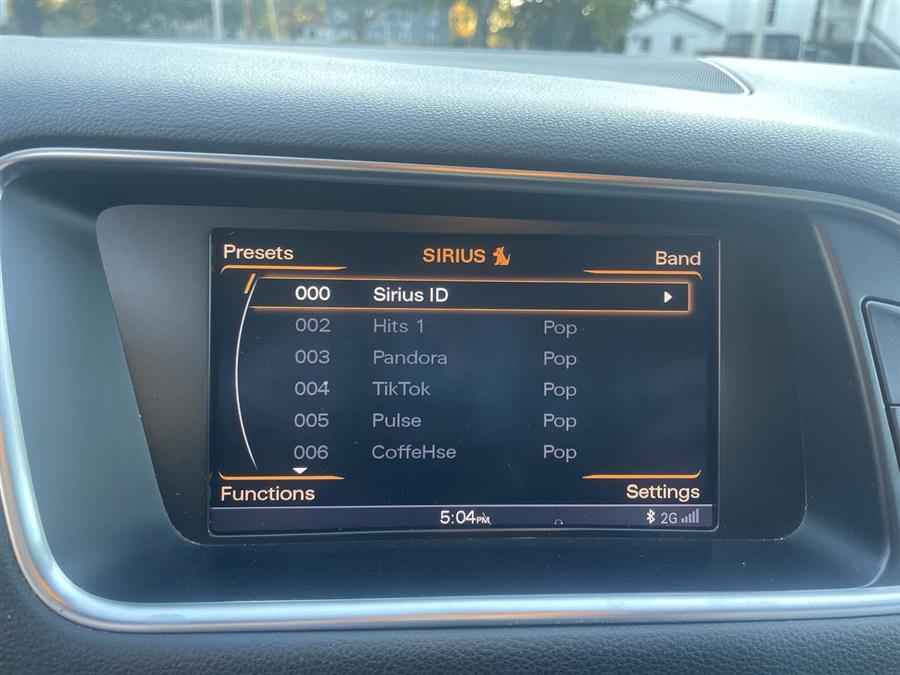 Presets SIRIUS Band
000 Sirius ID
002 Hits 1 Pop
003 Pandora Pop
004 TikTok Pop
005 Pulse Pop
006 CoffeHse Pop
Functions Settings
5:04PM 2G